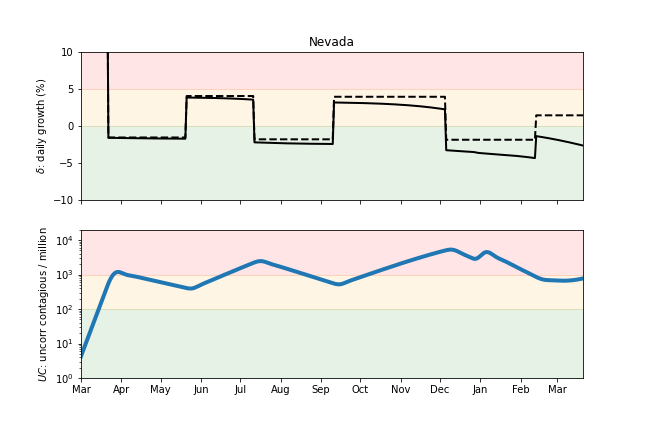 Nevada
10
5
0
−5
−10
δ: daily growth (%)
10⁴
10³
10²
10¹
10⁰
UC: uncorr contagious / million
Mar Apr May Jun Jul Aug Sep Oct Nov Dec Jan Feb Mar